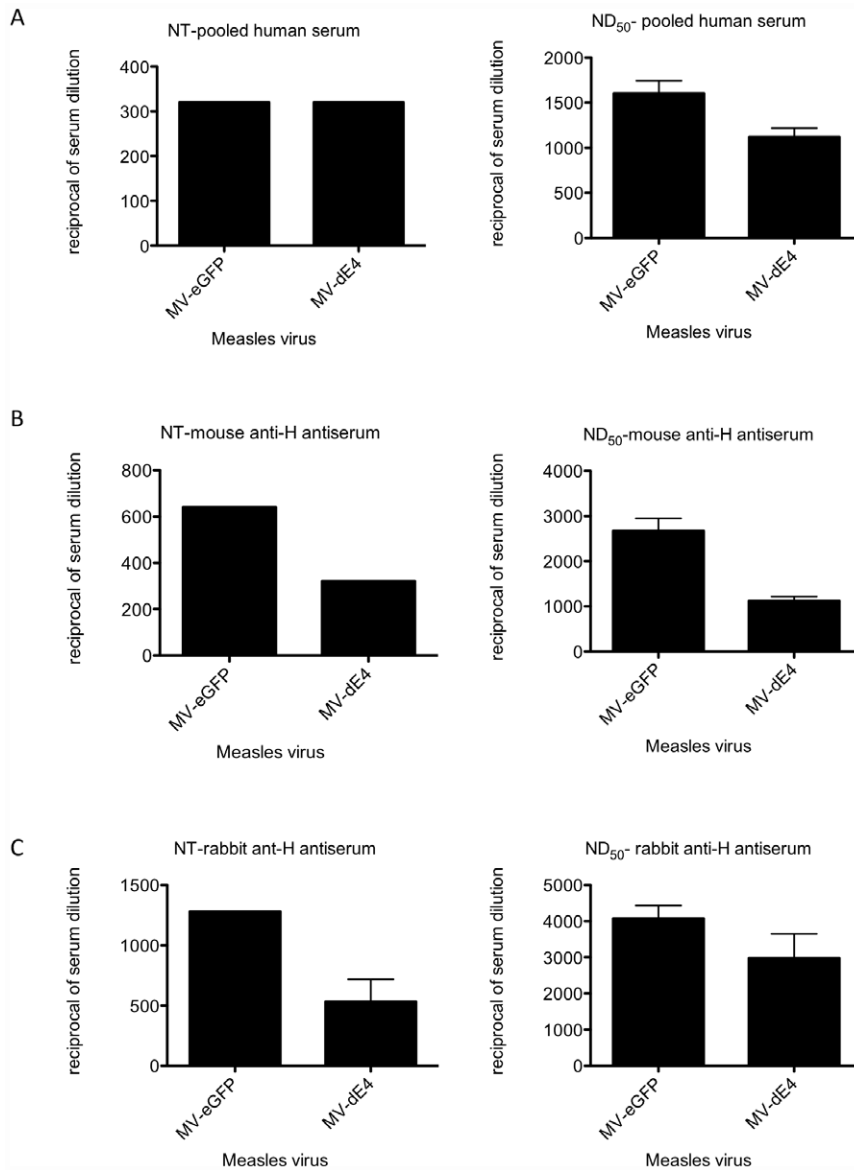 A
NT-pooled human serum
reciprocal of serum dilution
400
300
200
100
0
MV-eGFP
MV-dE4
Measles virus
ND50- pooled human serum
reciprocal of serum dilution
2000
1500
1000
500
0
MV-eGFP
MV-dE4
Measles virus
B
NT-mouse anti-H antiserum
reciprocal of serum dilution
800
600
400
200
0
MV-eGFP
MV-dE4
Measles virus
ND50-mouse anti-H antiserum
reciprocal of serum dilution
4000
3000
2000
1000
0
MV-eGFP
MV-dE4
Measles virus
C
NT-rabbit ant-H antiserum
reciprocal of serum dilution
1500
1000
500
0
MV-eGFP
MV-dE4
Measles virus
ND50- rabbit anti-H antiserum
reciprocal of serum dilution
5000
4000
3000
2000
1000
0
MV-eGFP
MV-dE4
Measles virus